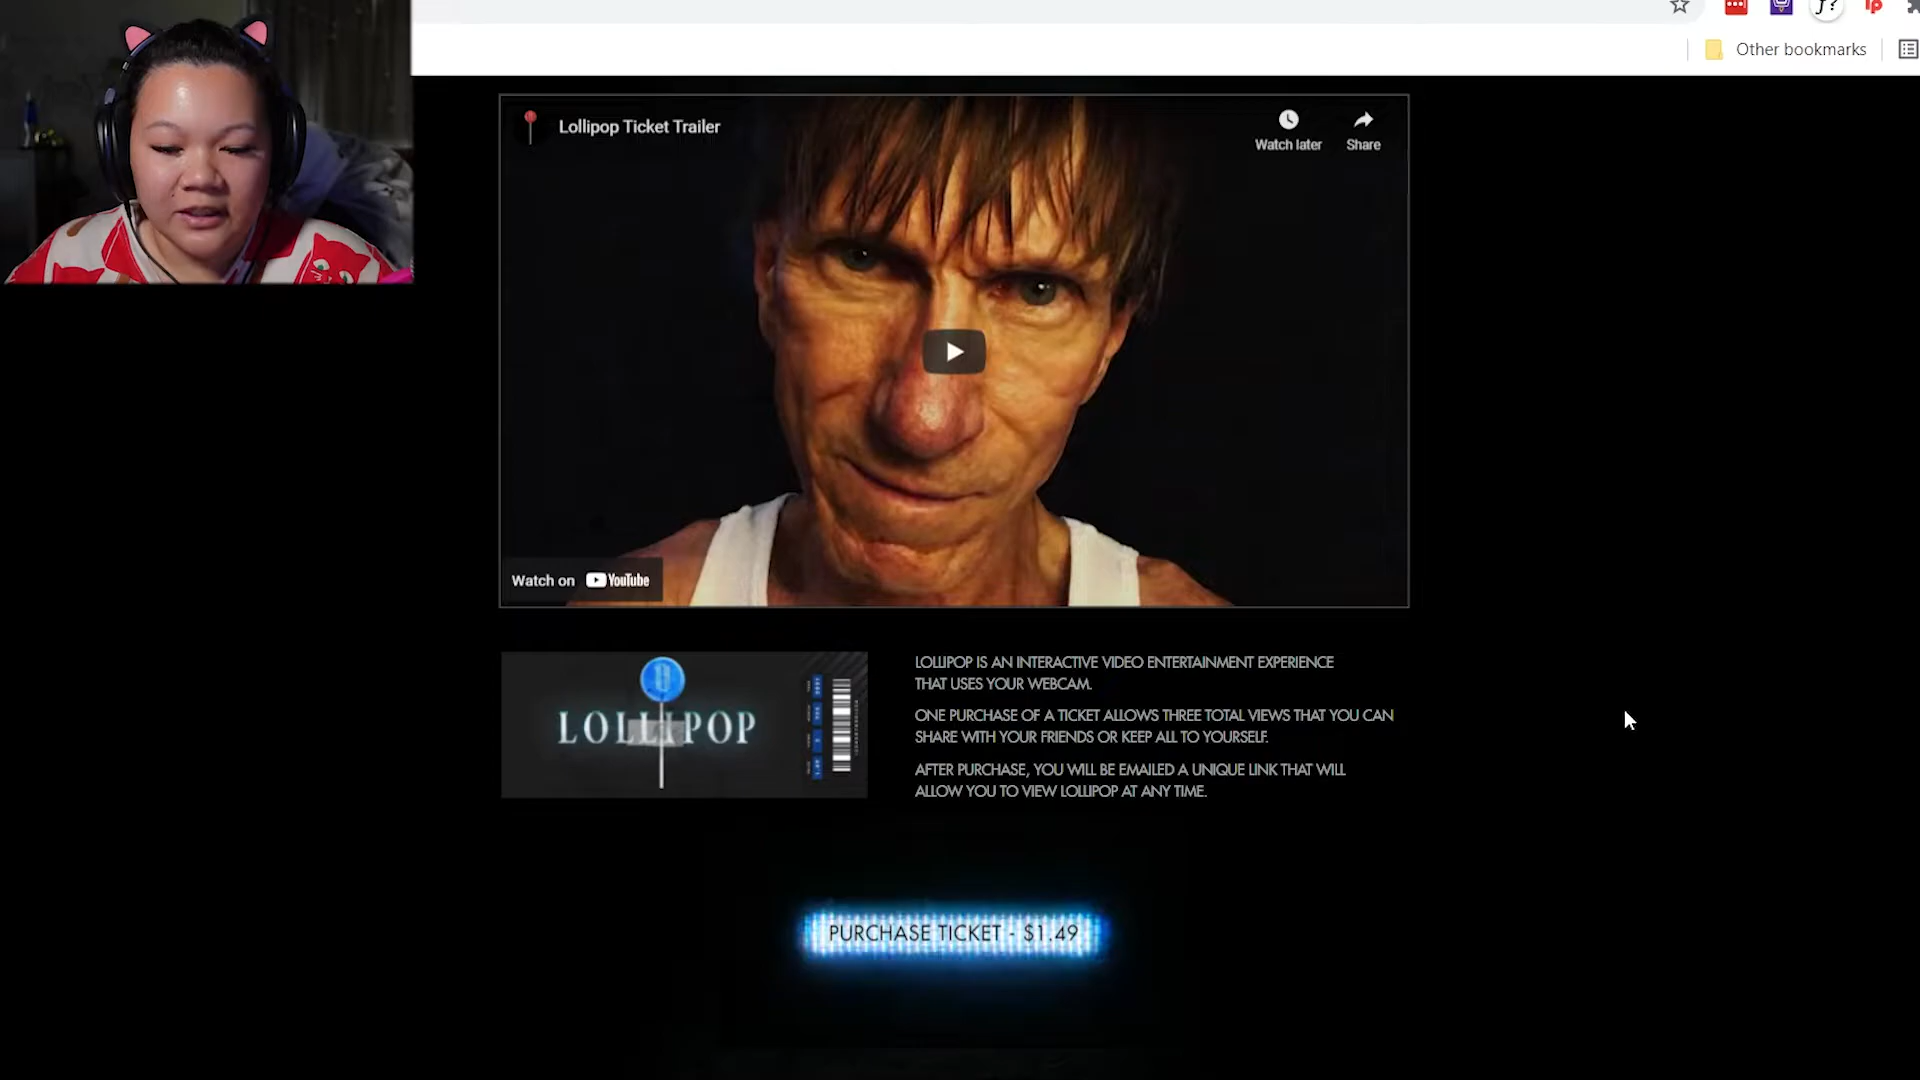 Other bookmarks
Lollipop Ticket Trailer
Watch later
Share
Watch on YouTube
LOLLIPOP
LOLLIPOP IS AN INTERACTIVE VIDEO ENTERTAINMENT EXPERIENCE
THAT USES YOUR WEBCAM.
ONE PURCHASE OF A TICKET ALLOWS THREE TOTAL VIEWS THAT YOU CAN
SHARE WITH YOUR FRIENDS OR KEEP ALL TO YOURSELF.
AFTER PURCHASE, YOU WILL BE EMAILED A UNIQUE LINK THAT WILL
ALLOW YOU TO VIEW LOLLIPOP AT ANY TIME.
PURCHASE TICKET - $1.49